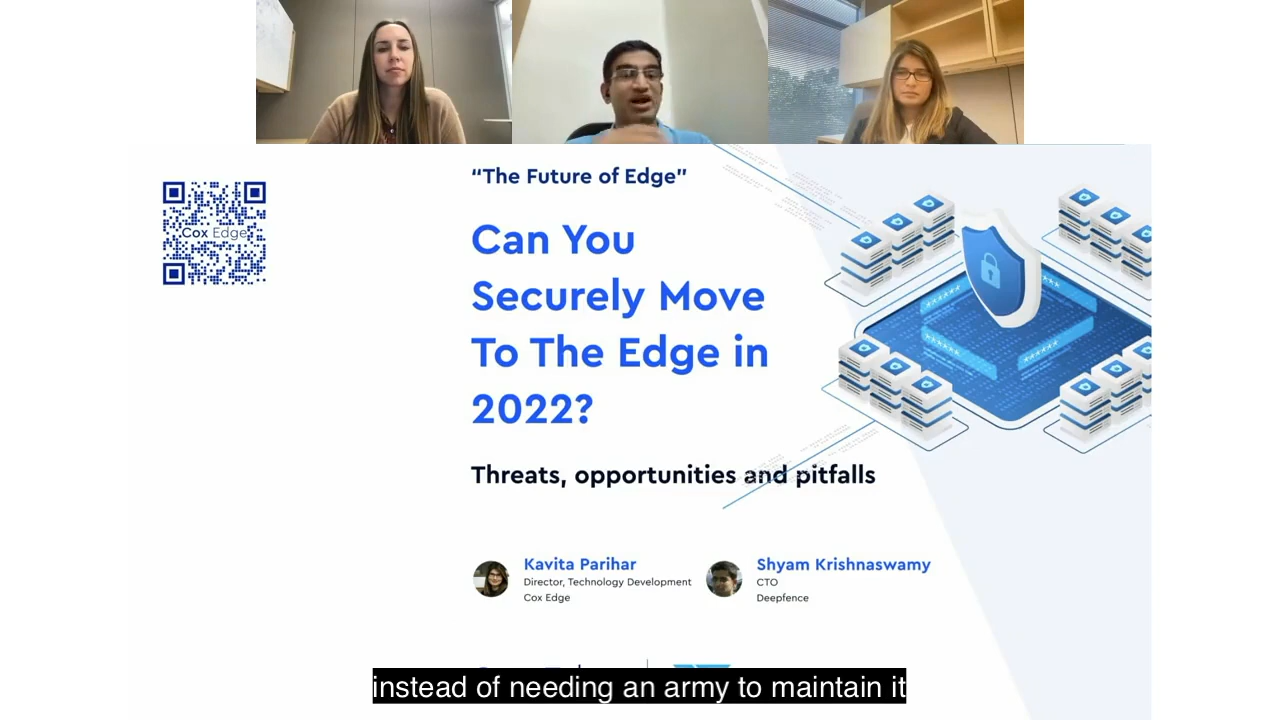 Cox Edge
“The Future of Edge”
Can You
Securely Move
To The Edge in
2022?
Threats, opportunities and pitfalls
Kavita Parihar
Director, Technology Development
Cox Edge
Shyam Krishnaswamy
CTO
Deepfence
instead of needing an army to maintain it